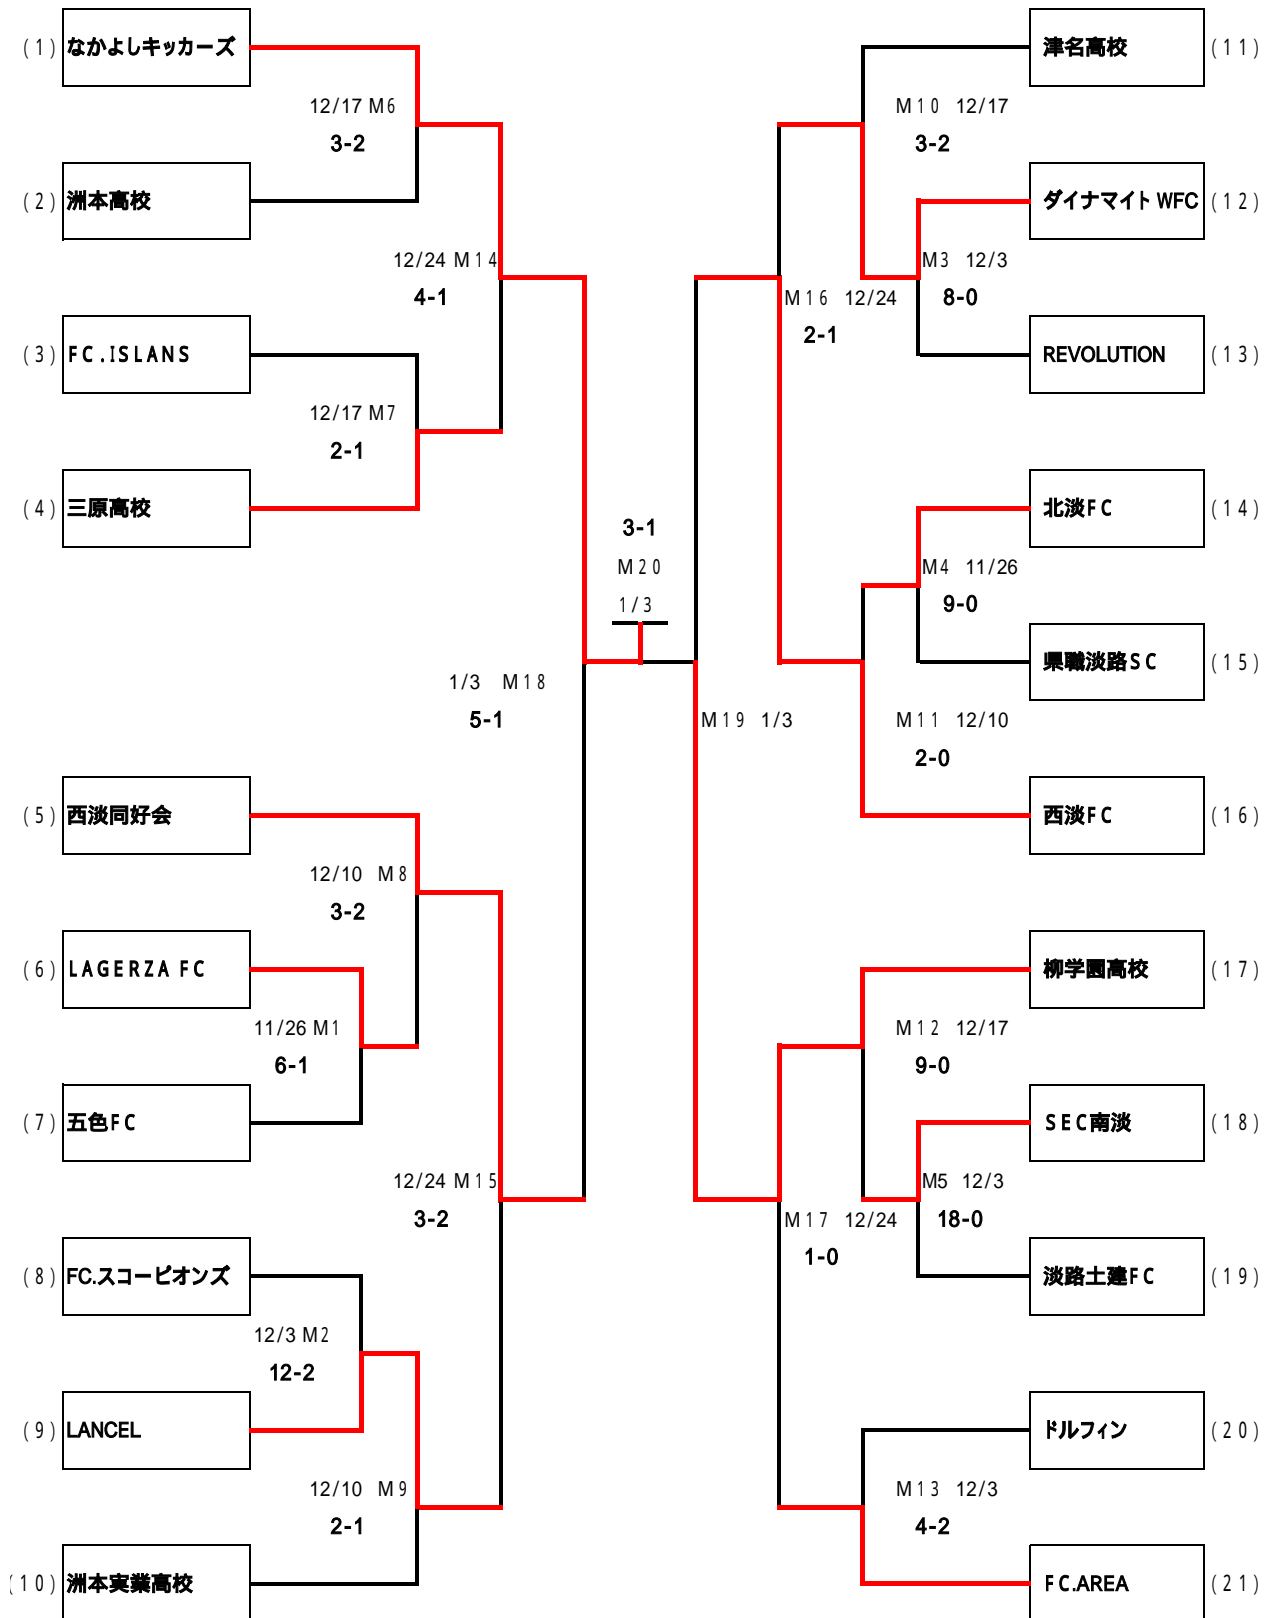 (1) なかよしキッカーズ
12/17 M6
3-2
(2) 洲本高校
12/24 M14
4-1
(3) FC.ISLANS
12/17 M7
2-1
(4) 三原高校
3-1
M20
1/3
1/3 M18
5-1
(5) 西淡同好会
12/10 M8
3-2
(6) LAGERZA FC
11/26 M1
6-1
(7) 五色FC
12/24 M15
3-2
(8) FC.スコーピオンズ
12/3 M2
12-2
(9) LANCEL
12/10 M9
2-1
(10) 洲本実業高校
津名高校 (11)
M10 12/17
3-2
ダイナマイト WFC (12)
M3 12/3
8-0
M16 12/24
2-1
REVOLUTION (13)
北淡FC (14)
M4 11/26
9-0
県職淡路SC (15)
M19 1/3
M11 12/10
2-0
西淡FC (16)
柳学園高校 (17)
M12 12/17
9-0
SEC南淡 (18)
M5 12/3
18-0
M17 12/24
1-0
淡路土建FC (19)
ドルフィン (20)
M13 12/3
4-2
FC.AREA (21)